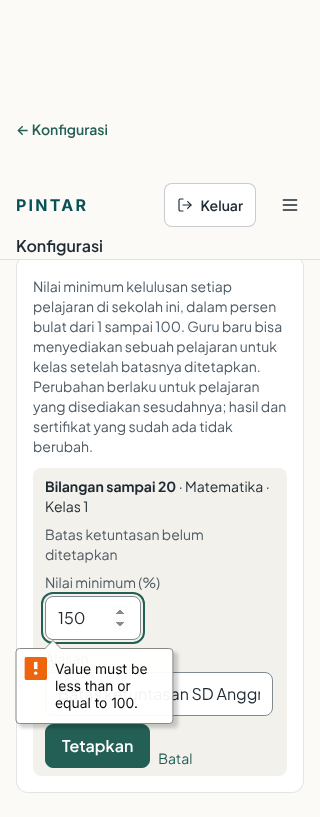 ← Konfigurasi
PINTAR
Keluar
Konfigurasi
Nilai minimum kelulusan setiap
pelajaran di sekolah ini, dalam persen
bulat dari 1 sampai 100. Guru baru bisa
menyediakan sebuah pelajaran untuk
kelas setelah batasnya ditetapkan.
Perubahan berlaku untuk pelajaran
yang disediakan sesudahnya; hasil dan
sertifikat yang sudah ada tidak
berubah.
Bilangan sampai 20 · Matematika ·
Kelas 1
Batas ketuntasan belum
ditetapkan
Nilai minimum (%)
150
Value must be
less than or
equal to 100.
SD
Tetapkan
Batal